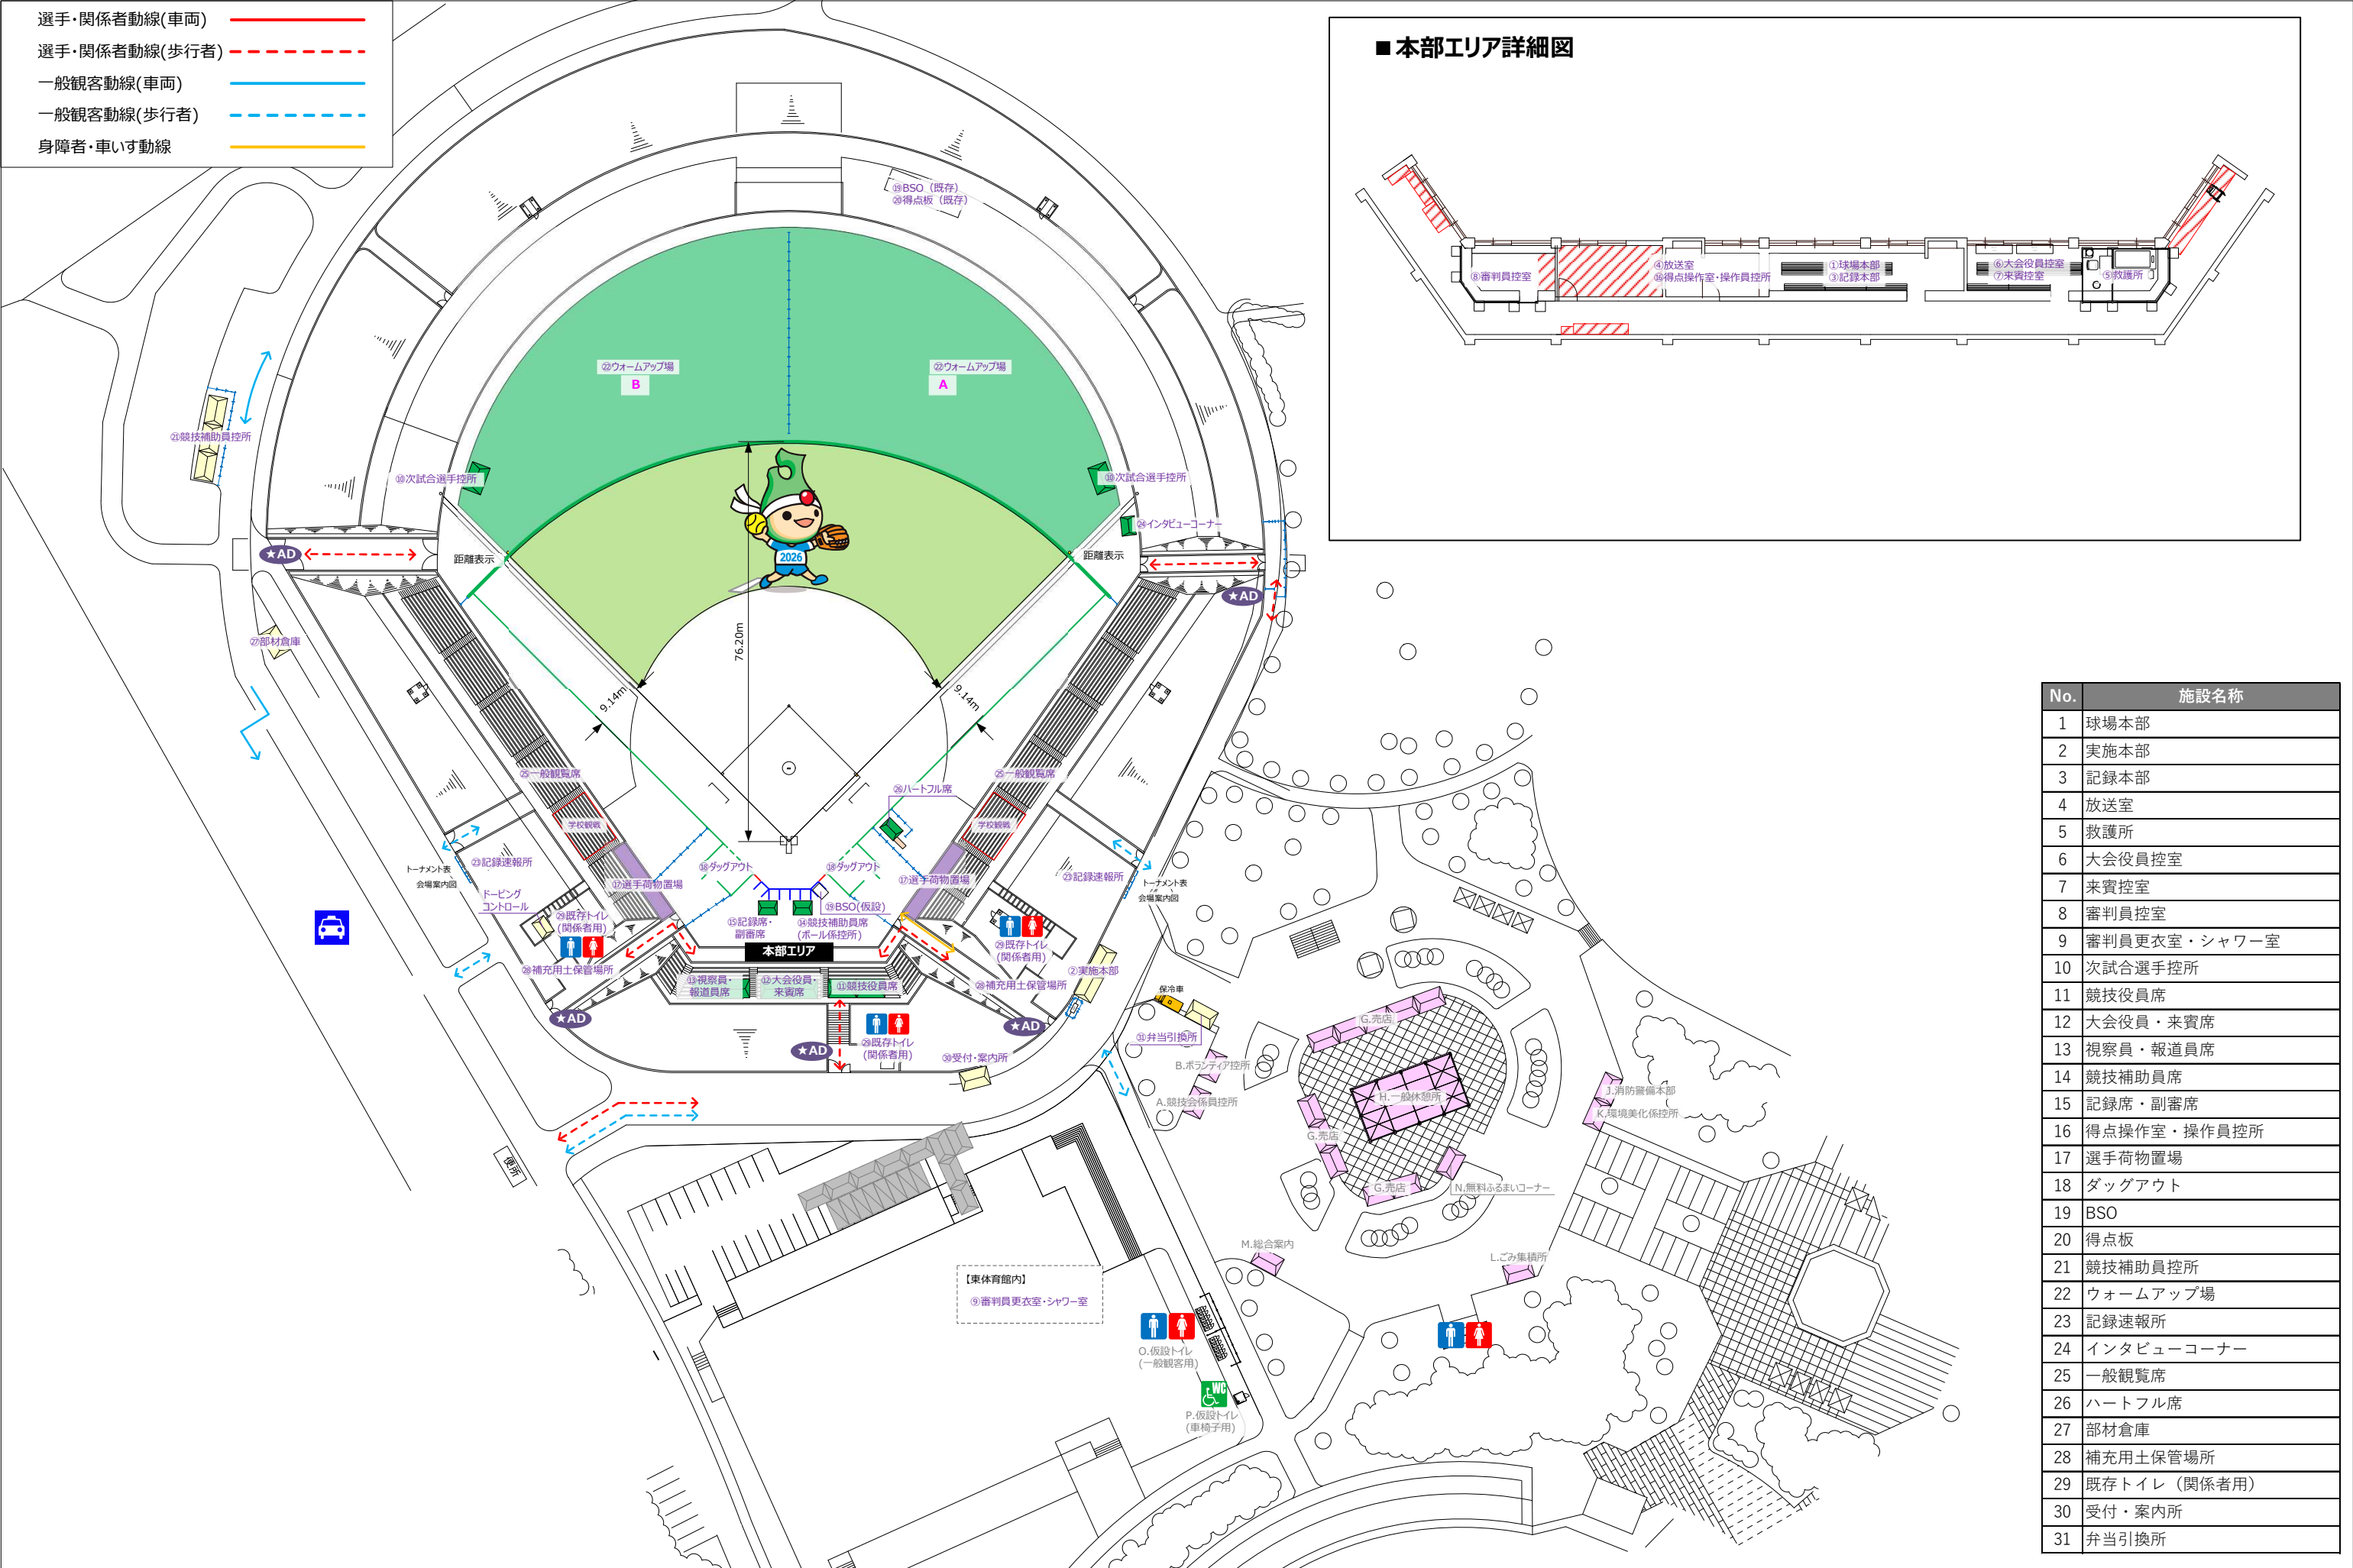 選手・関係者動線(車両)
選手・関係者動線(歩行者)
一般観客動線(車両)
一般観客動線(歩行者)
身障者・車いす動線
■本部エリア詳細図
⑧審判員控室
④放送室
⑯得点操作室・操作員控所
①球場本部
③記録本部
⑥大会役員控室
⑦来賓控室
⑤救護所
⑲BSO（既存）
⑳得点板（既存）
㉒ウォームアップ場
B
㉒ウォームアップ場
A
㉑競技補助員控所
⑩次試合選手控所
⑩次試合選手控所
㉔インタビューコーナー
★AD
距離表示
2026
距離表示
★AD
㉗部材倉庫
76.20m
9.14m
9.14m
㉕一般観覧席
㉕一般観覧席
㉖ハートフル席
学校観戦
学校観戦
トーナメント表
会場案内図
㉓記録速報所
⑱ダッグアウト
⑱ダッグアウト
㉓記録速報所
トーナメント表
会場案内図
⑰選手荷物置場
⑰選手荷物置場
ドーピング
コントロール
㉙既存トイレ
(関係者用)
⑮記録席・
副審席
⑲BSO(仮設)
⑭競技補助員席
(ボール係控所)
㉙既存トイレ
(関係者用)
本部エリア
㉘補充用土保管場所
⑬視察員・
報道員席
⑫大会役員・
来賓席
⑪競技役員席
㉘補充用土保管場所
②実施本部
保冷車
★AD
★AD
★AD
㉙既存トイレ
(関係者用)
㉚受付・案内所
㉛弁当引換所
B.ボランティア控所
A.競技会係員控所
G.売店
H.一般休憩所
G.売店
G.売店
N.無料ふるまいコーナー
J.消防警備本部
K.環境美化係控所
便所
M.総合案内
L.ごみ集積所
【東体育館内】
⑨審判員更衣室・シャワー室
O.仮設トイレ
(一般観客用)
WC
P.仮設トイレ
(車椅子用)
No. 施設名称
1 球場本部
2 実施本部
3 記録本部
4 放送室
5 救護所
6 大会役員控室
7 来賓控室
8 審判員控室
9 審判員更衣室・シャワー室
10 次試合選手控所
11 競技役員席
12 大会役員・来賓席
13 視察員・報道員席
14 競技補助員席
15 記録席・副審席
16 得点操作室・操作員控所
17 選手荷物置場
18 ダッグアウト
19 BSO
20 得点板
21 競技補助員控所
22 ウォームアップ場
23 記録速報所
24 インタビューコーナー
25 一般観覧席
26 ハートフル席
27 部材倉庫
28 補充用土保管場所
29 既存トイレ（関係者用）
30 受付・案内所
31 弁当引換所